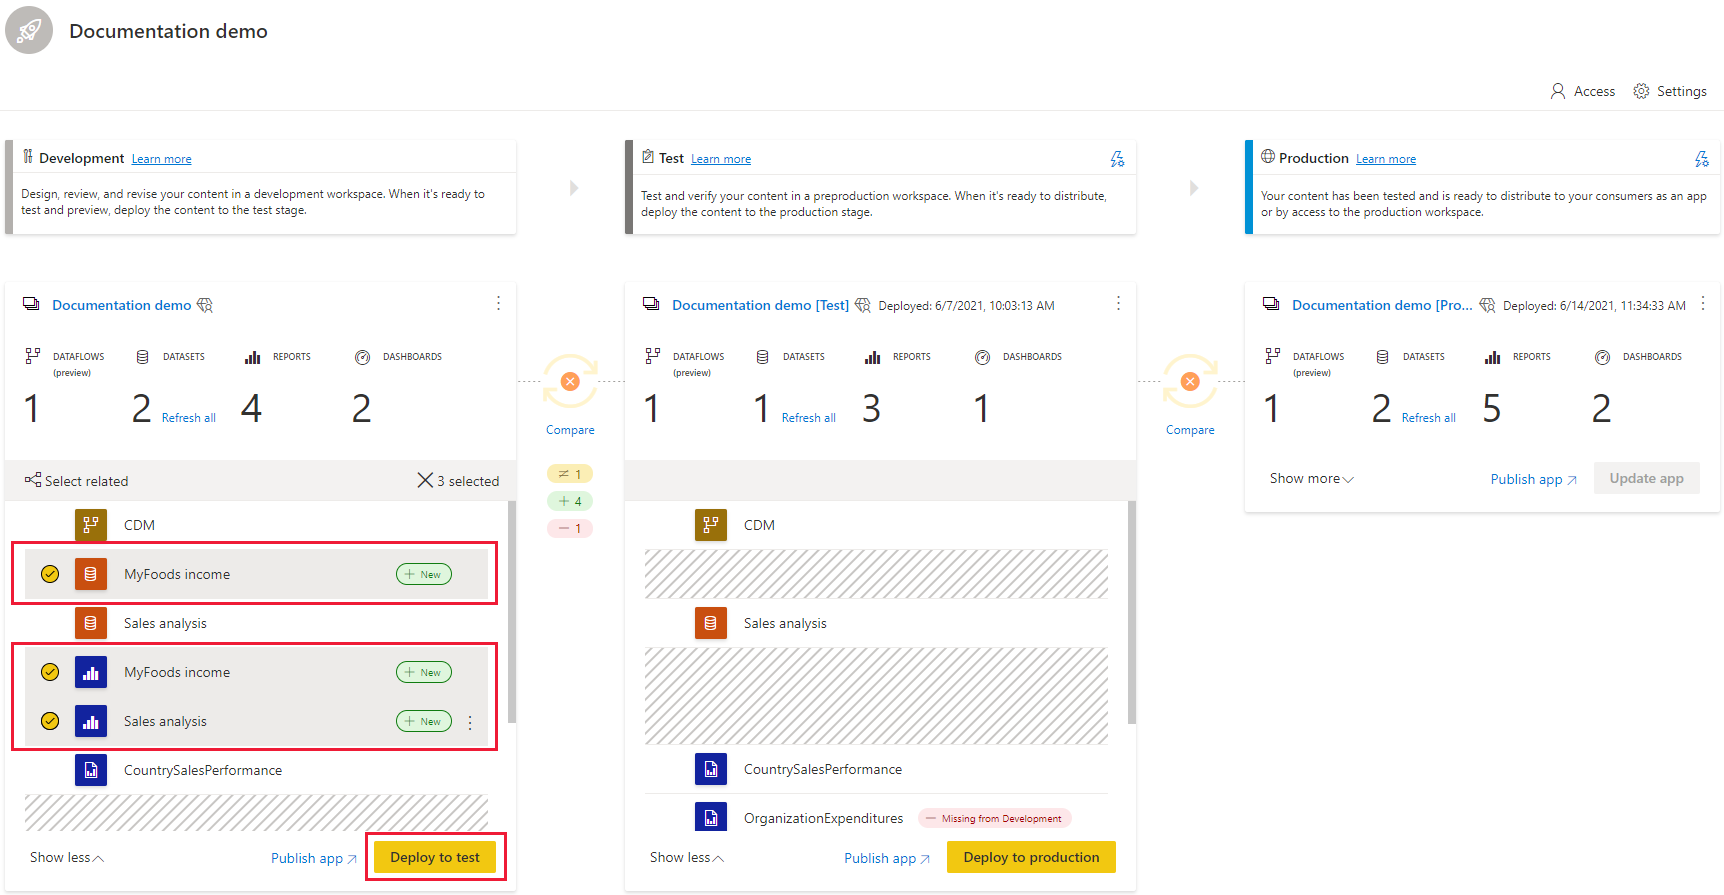 Documentation demo
Access
Settings
Development Learn more
Design, review, and revise your content in a development workspace. When it's ready to
test and preview, deploy the content to the test stage.
Test Learn more
Test and verify your content in a preproduction workspace. When it's ready to distribute,
deploy the content to the production stage.
Production Learn more
Your content has been tested and is ready to distribute to your consumers as an app
or by access to the production workspace.
Documentation demo
DATAFLOWS
(preview)
DATASETS
REPORTS
DASHBOARDS
1
2 Refresh all
4
2
Select related
3 selected
CDM
MyFoods income
+ New
Sales analysis
MyFoods income
+ New
Sales analysis
+ New
CountrySalesPerformance
Show less
Publish app
Deploy to test
Compare
≠ 1
+ 4
− 1
Documentation demo [Test] Deployed: 6/7/2021, 10:03:13 AM
DATAFLOWS
(preview)
DATASETS
REPORTS
DASHBOARDS
1
1 Refresh all
3
1
CDM
Sales analysis
CountrySalesPerformance
OrganizationExpenditures
− Missing from Development
Show less
Publish app
Deploy to production
Compare
Documentation demo [Pro... Deployed: 6/14/2021, 11:34:33 AM
DATAFLOWS
(preview)
DATASETS
REPORTS
DASHBOARDS
1
2 Refresh all
5
2
Show more
Publish app
Update app